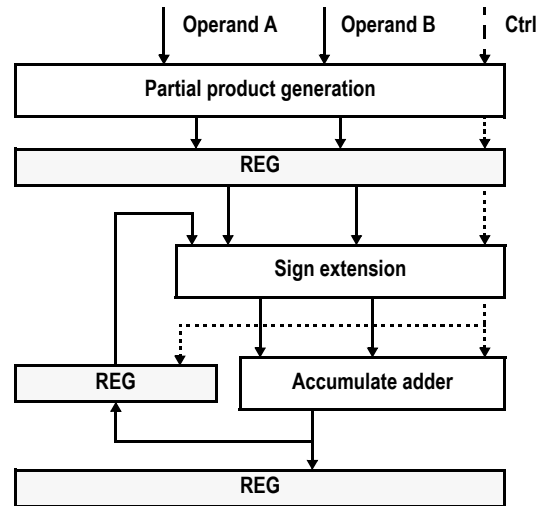 Operand A Operand B Ctrl
Partial product generation
REG
Sign extension
REG Accumulate adder
REG